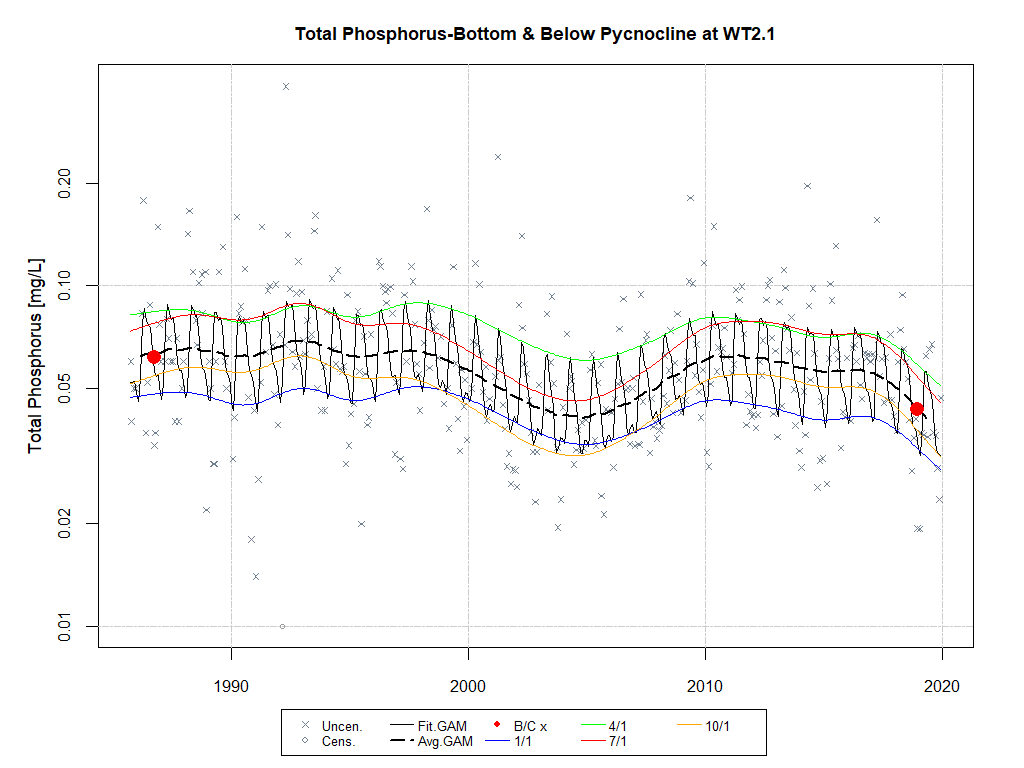 Total Phosphorus-Bottom & Below Pycnocline at WT2.1
Total Phosphorus [mg/L]
0.20
0.10
0.05
0.02
0.01
1990 2000 2010 2020
Uncen. Fit.GAM B/C x 4/1 10/1
Cens. Avg.GAM 1/1 7/1